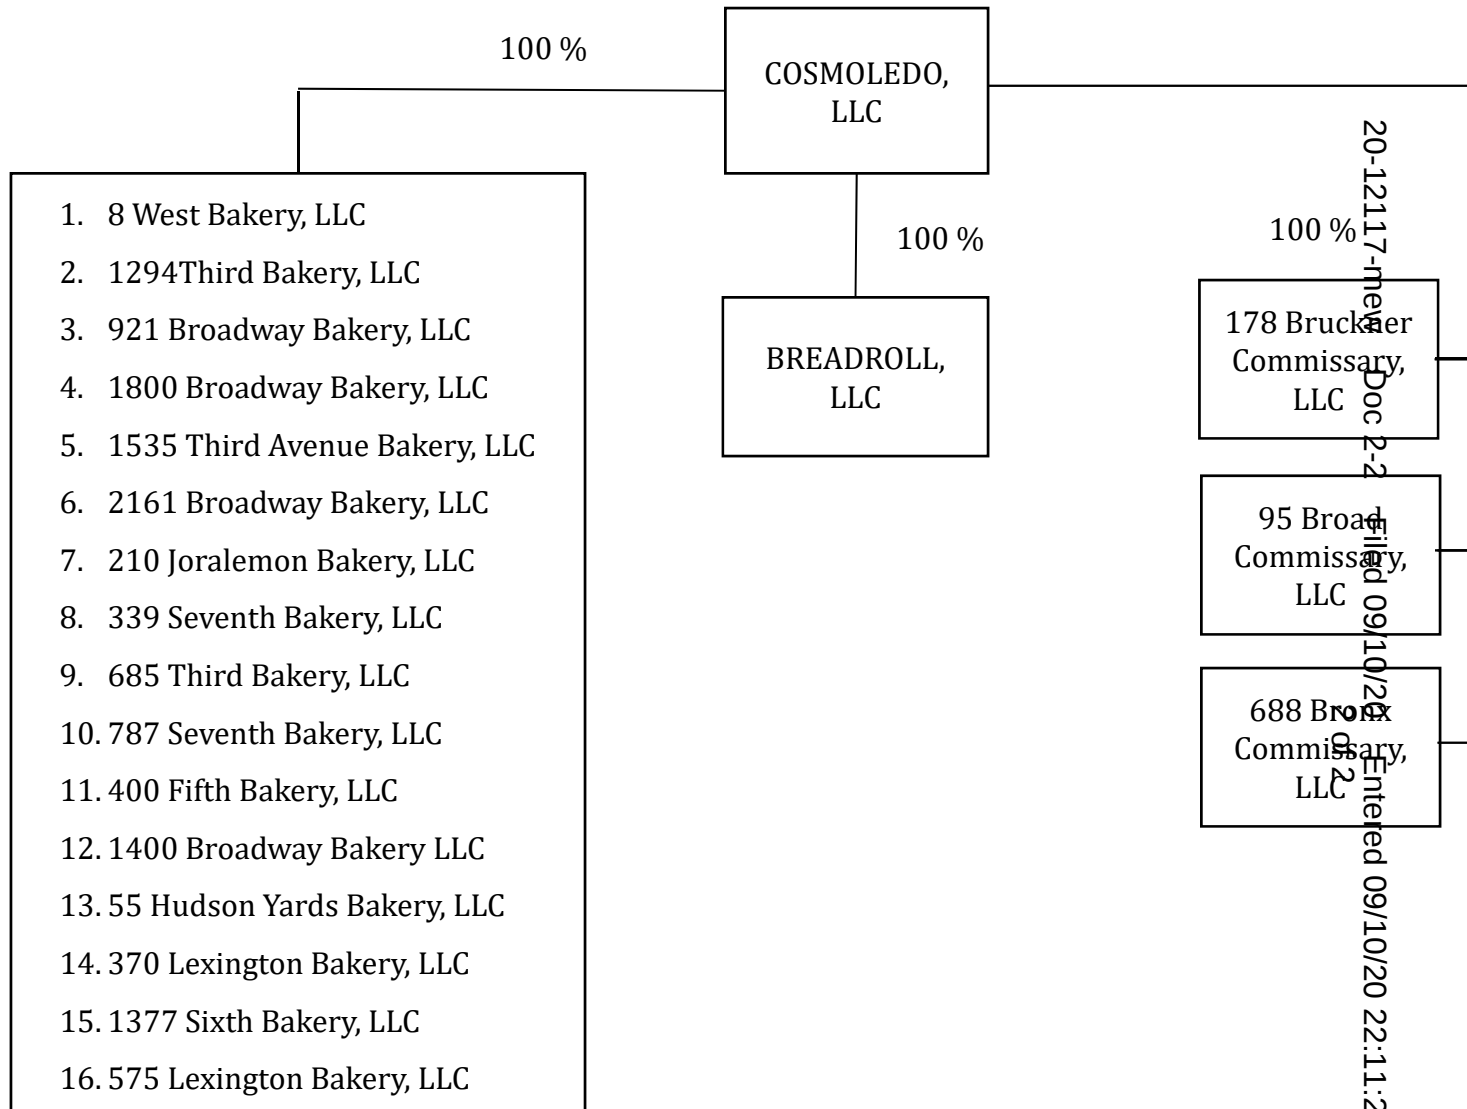 100 %
COSMOLEDO,
LLC
1. 8 West Bakery, LLC
2. 1294Third Bakery, LLC
3. 921 Broadway Bakery, LLC
4. 1800 Broadway Bakery, LLC
5. 1535 Third Avenue Bakery, LLC
6. 2161 Broadway Bakery, LLC
7. 210 Joralemon Bakery, LLC
8. 339 Seventh Bakery, LLC
9. 685 Third Bakery, LLC
10. 787 Seventh Bakery, LLC
11. 400 Fifth Bakery, LLC
12. 1400 Broadway Bakery LLC
13. 55 Hudson Yards Bakery, LLC
14. 370 Lexington Bakery, LLC
15. 1377 Sixth Bakery, LLC
16. 575 Lexington Bakery, LLC
100 %
BREADROLL,
LLC
100 %
178 Bruckner
Commissary,
LLC
95 Broad
Commissary,
LLC
688 Bronx
Commissary,
LLC
20-12117-mew Doc 2-2 Filed 09/10/20 Entered 09/10/20 22:11:2
2 of 2